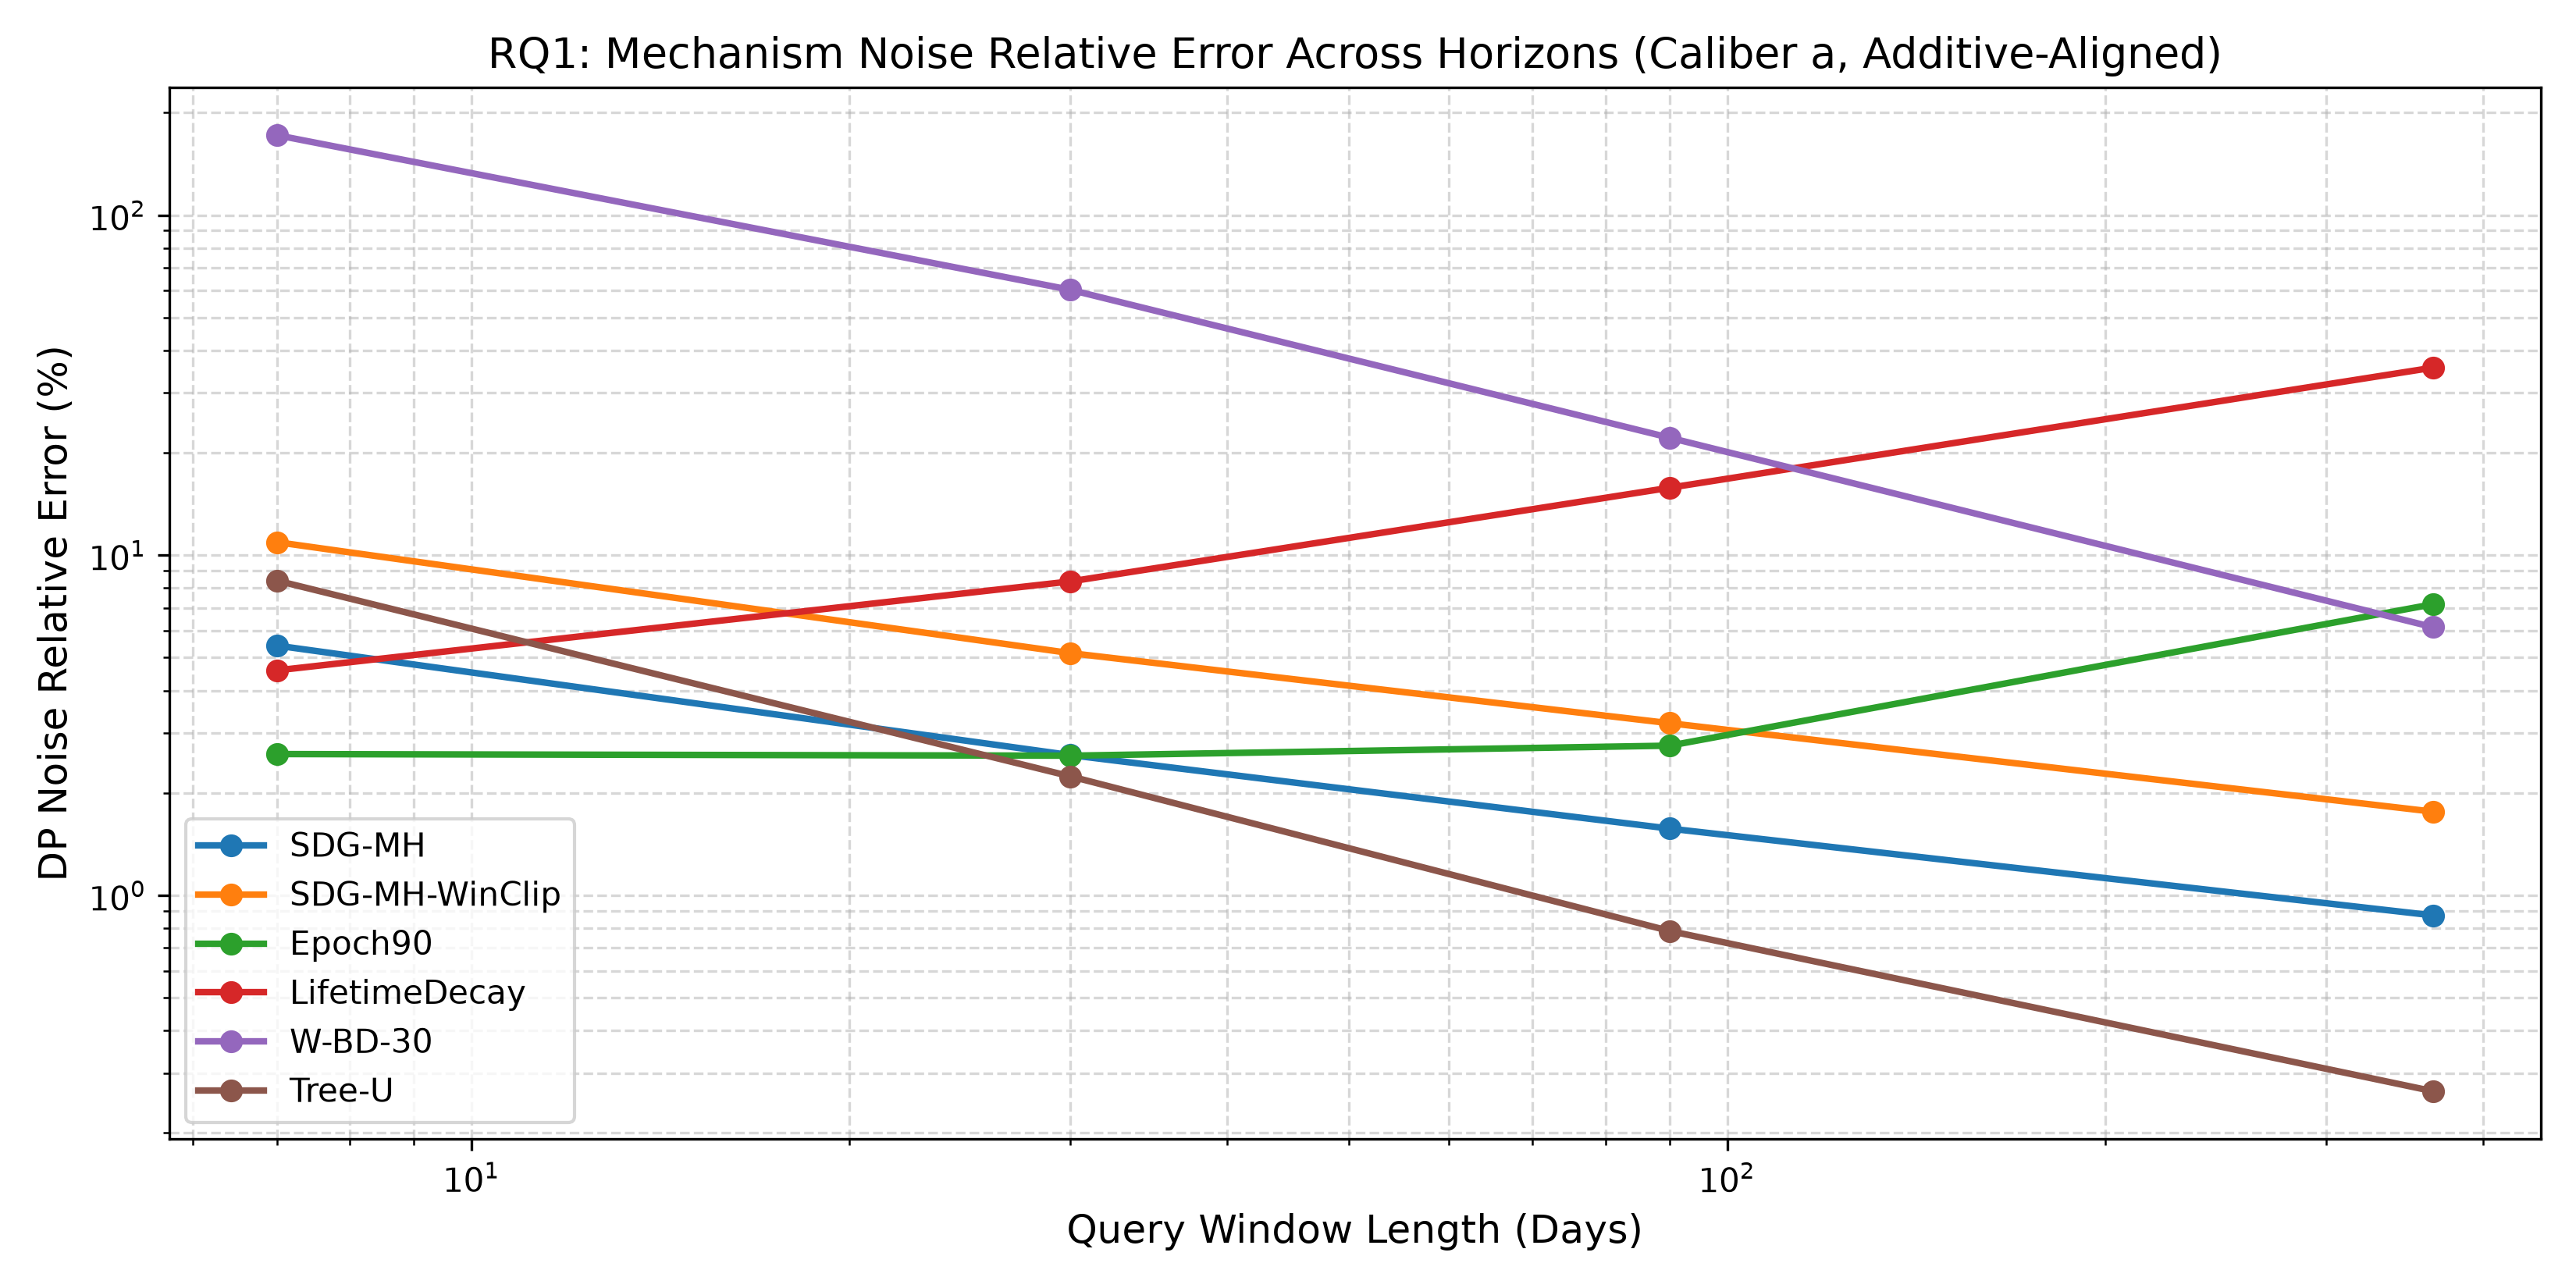 RQ1: Mechanism Noise Relative Error Across Horizons (Caliber a, Additive-Aligned)
DP Noise Relative Error (%)
10²
10¹
10⁰
SDG-MH
SDG-MH-WinClip
Epoch90
LifetimeDecay
W-BD-30
Tree-U
10¹
10²
Query Window Length (Days)